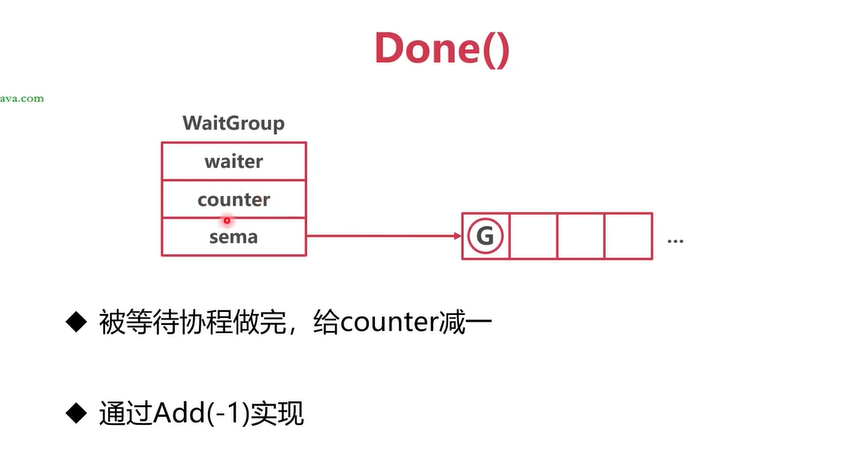 Done()
ava.com
WaitGroup
waiter
counter
sema
G
...
◆ 被等待协程做完，给counter减一
◆ 通过Add(-1)实现